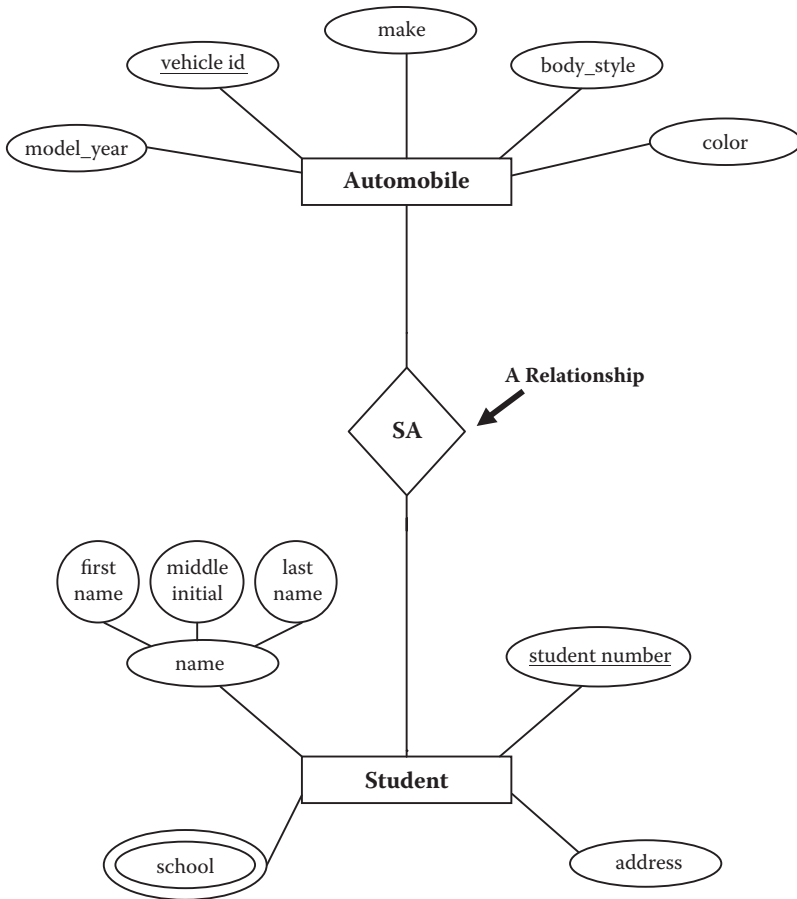 make
vehicle id
body_style
model_year
color
Automobile
A Relationship
SA
first
name
middle
initial
last
name
name
student number
Student
school
address